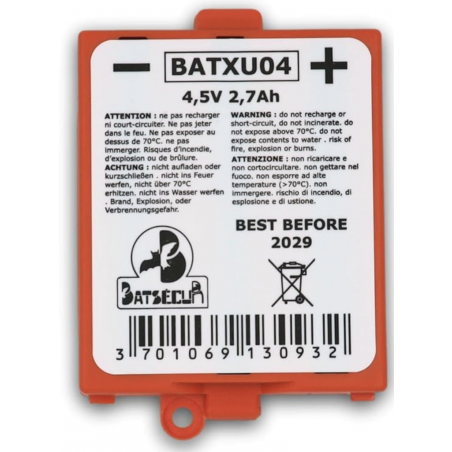 − BATXU04 +
4,5V 2,7Ah
ATTENTION : ne pas recharger
ni court-circuiter. Ne pas jeter
dans le feu. Ne pas exposer au
dessus de 70°C. ne pas
immerger. Risques d'incendie,
d'explosion ou de brûlure.
ACHTUNG : nicht aufladen oder
kurzschließen . nicht ins Feuer
werfen, nicht über 70°C
erhitzen. nicht ins Wasser werfen
. Brand, Explosion, oder
Verbrennungsgefahr.
WARNING : do not recharge or
short-circuit, do not incinerate. do
not expose above 70°C. do not
expose contents to water . risk of
fire, explosion or burns.
ATTENZIONE : non ricaricare e
non cortocircuitare. non gettare nel
fuoco. non esporre ad alte
temperature (>70°C). non
immergere. rischio di incendio, di
esplosione e di ustione.
BEST BEFORE
2029
B
BATSÉCUR
3 701069 130932